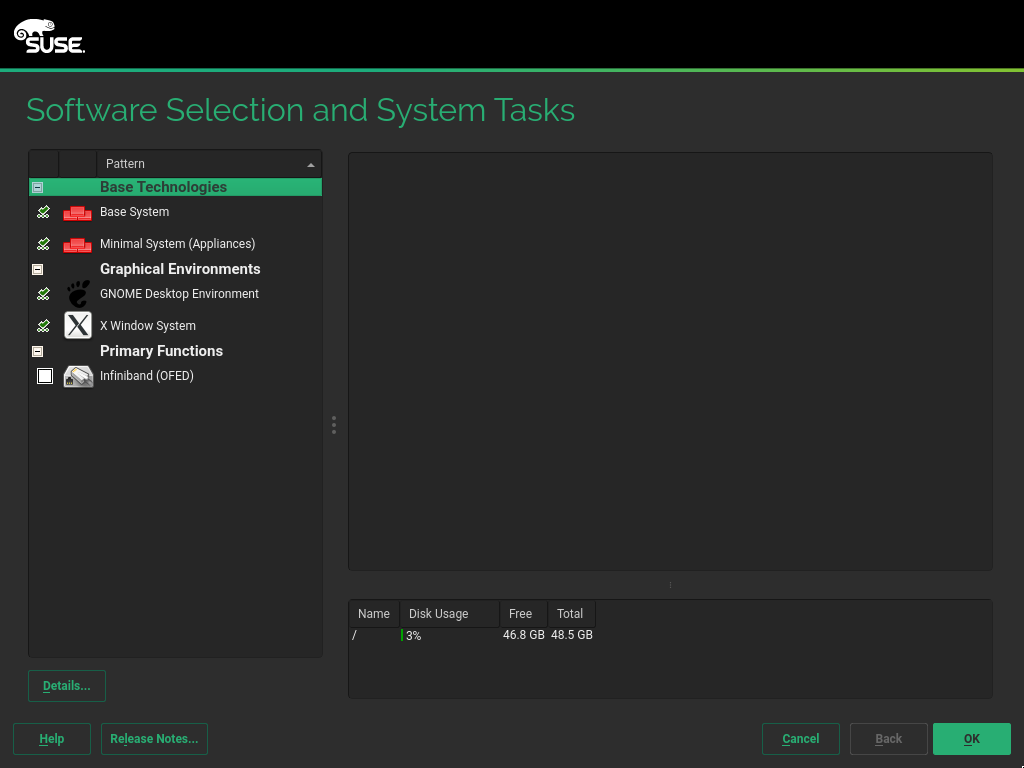 SUSE.
Software Selection and System Tasks
Pattern
Base Technologies
Base System
Minimal System (Appliances)
Graphical Environments
GNOME Desktop Environment
X Window System
Primary Functions
Infiniband (OFED)
Name Disk Usage Free Total
/ 3% 46.8 GB 48.5 GB
Details...
Help Release Notes... Cancel Back OK